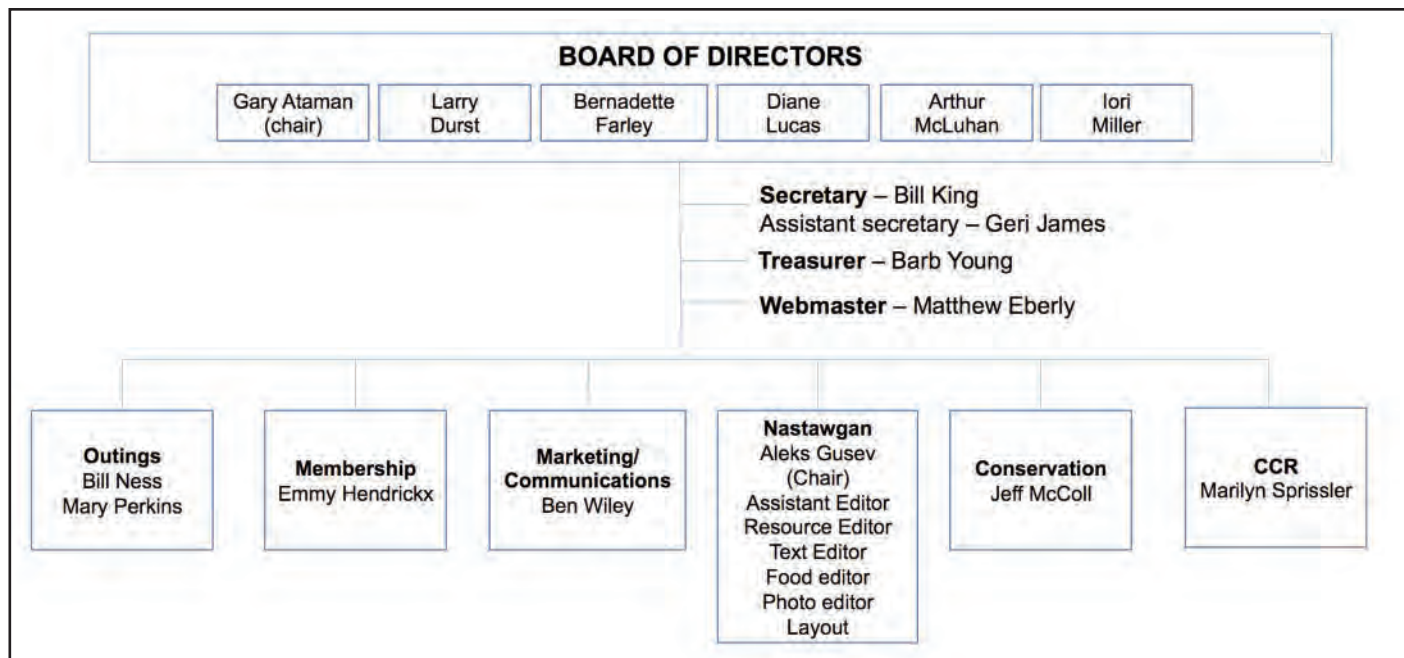 BOARD OF DIRECTORS
Gary Ataman
(chair)
Larry
Durst
Bernadette
Farley
Diane
Lucas
Arthur
McLuhan
Iori
Miller
Secretary – Bill King
Assistant secretary – Geri James
Treasurer – Barb Young
Webmaster – Matthew Eberly
Outings
Bill Ness
Mary Perkins
Membership
Emmy Hendrickx
Marketing/
Communications
Ben Wiley
Nastawgan
Aleks Gusev
(Chair)
Assistant Editor
Resource Editor
Text Editor
Food editor
Photo editor
Layout
Conservation
Jeff McColl
CCR
Marilyn Sprissler